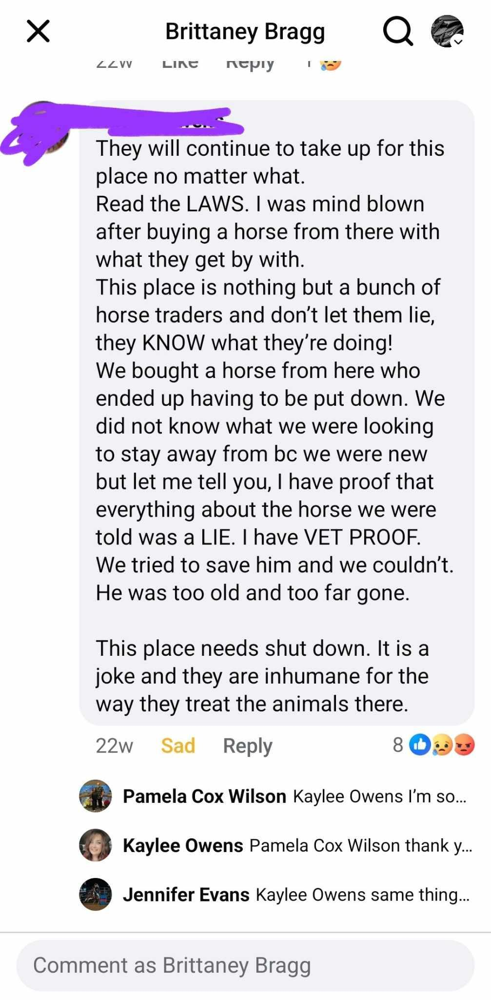 Brittaney Bragg
22w Like Reply 1
They will continue to take up for this
place no matter what.
Read the LAWS. I was mind blown
after buying a horse from there with
what they get by with.
This place is nothing but a bunch of
horse traders and don’t let them lie,
they KNOW what they’re doing!
We bought a horse from here who
ended up having to be put down. We
did not know what we were looking
to stay away from bc we were new
but let me tell you, I have proof that
everything about the horse we were
told was a LIE. I have VET PROOF.
We tried to save him and we couldn’t.
He was too old and too far gone.
This place needs shut down. It is a
joke and they are inhumane for the
way they treat the animals there.
22w Sad Reply 8
Pamela Cox Wilson Kaylee Owens I’m so...
Kaylee Owens Pamela Cox Wilson thank y...
Jennifer Evans Kaylee Owens same thing...
Comment as Brittaney Bragg